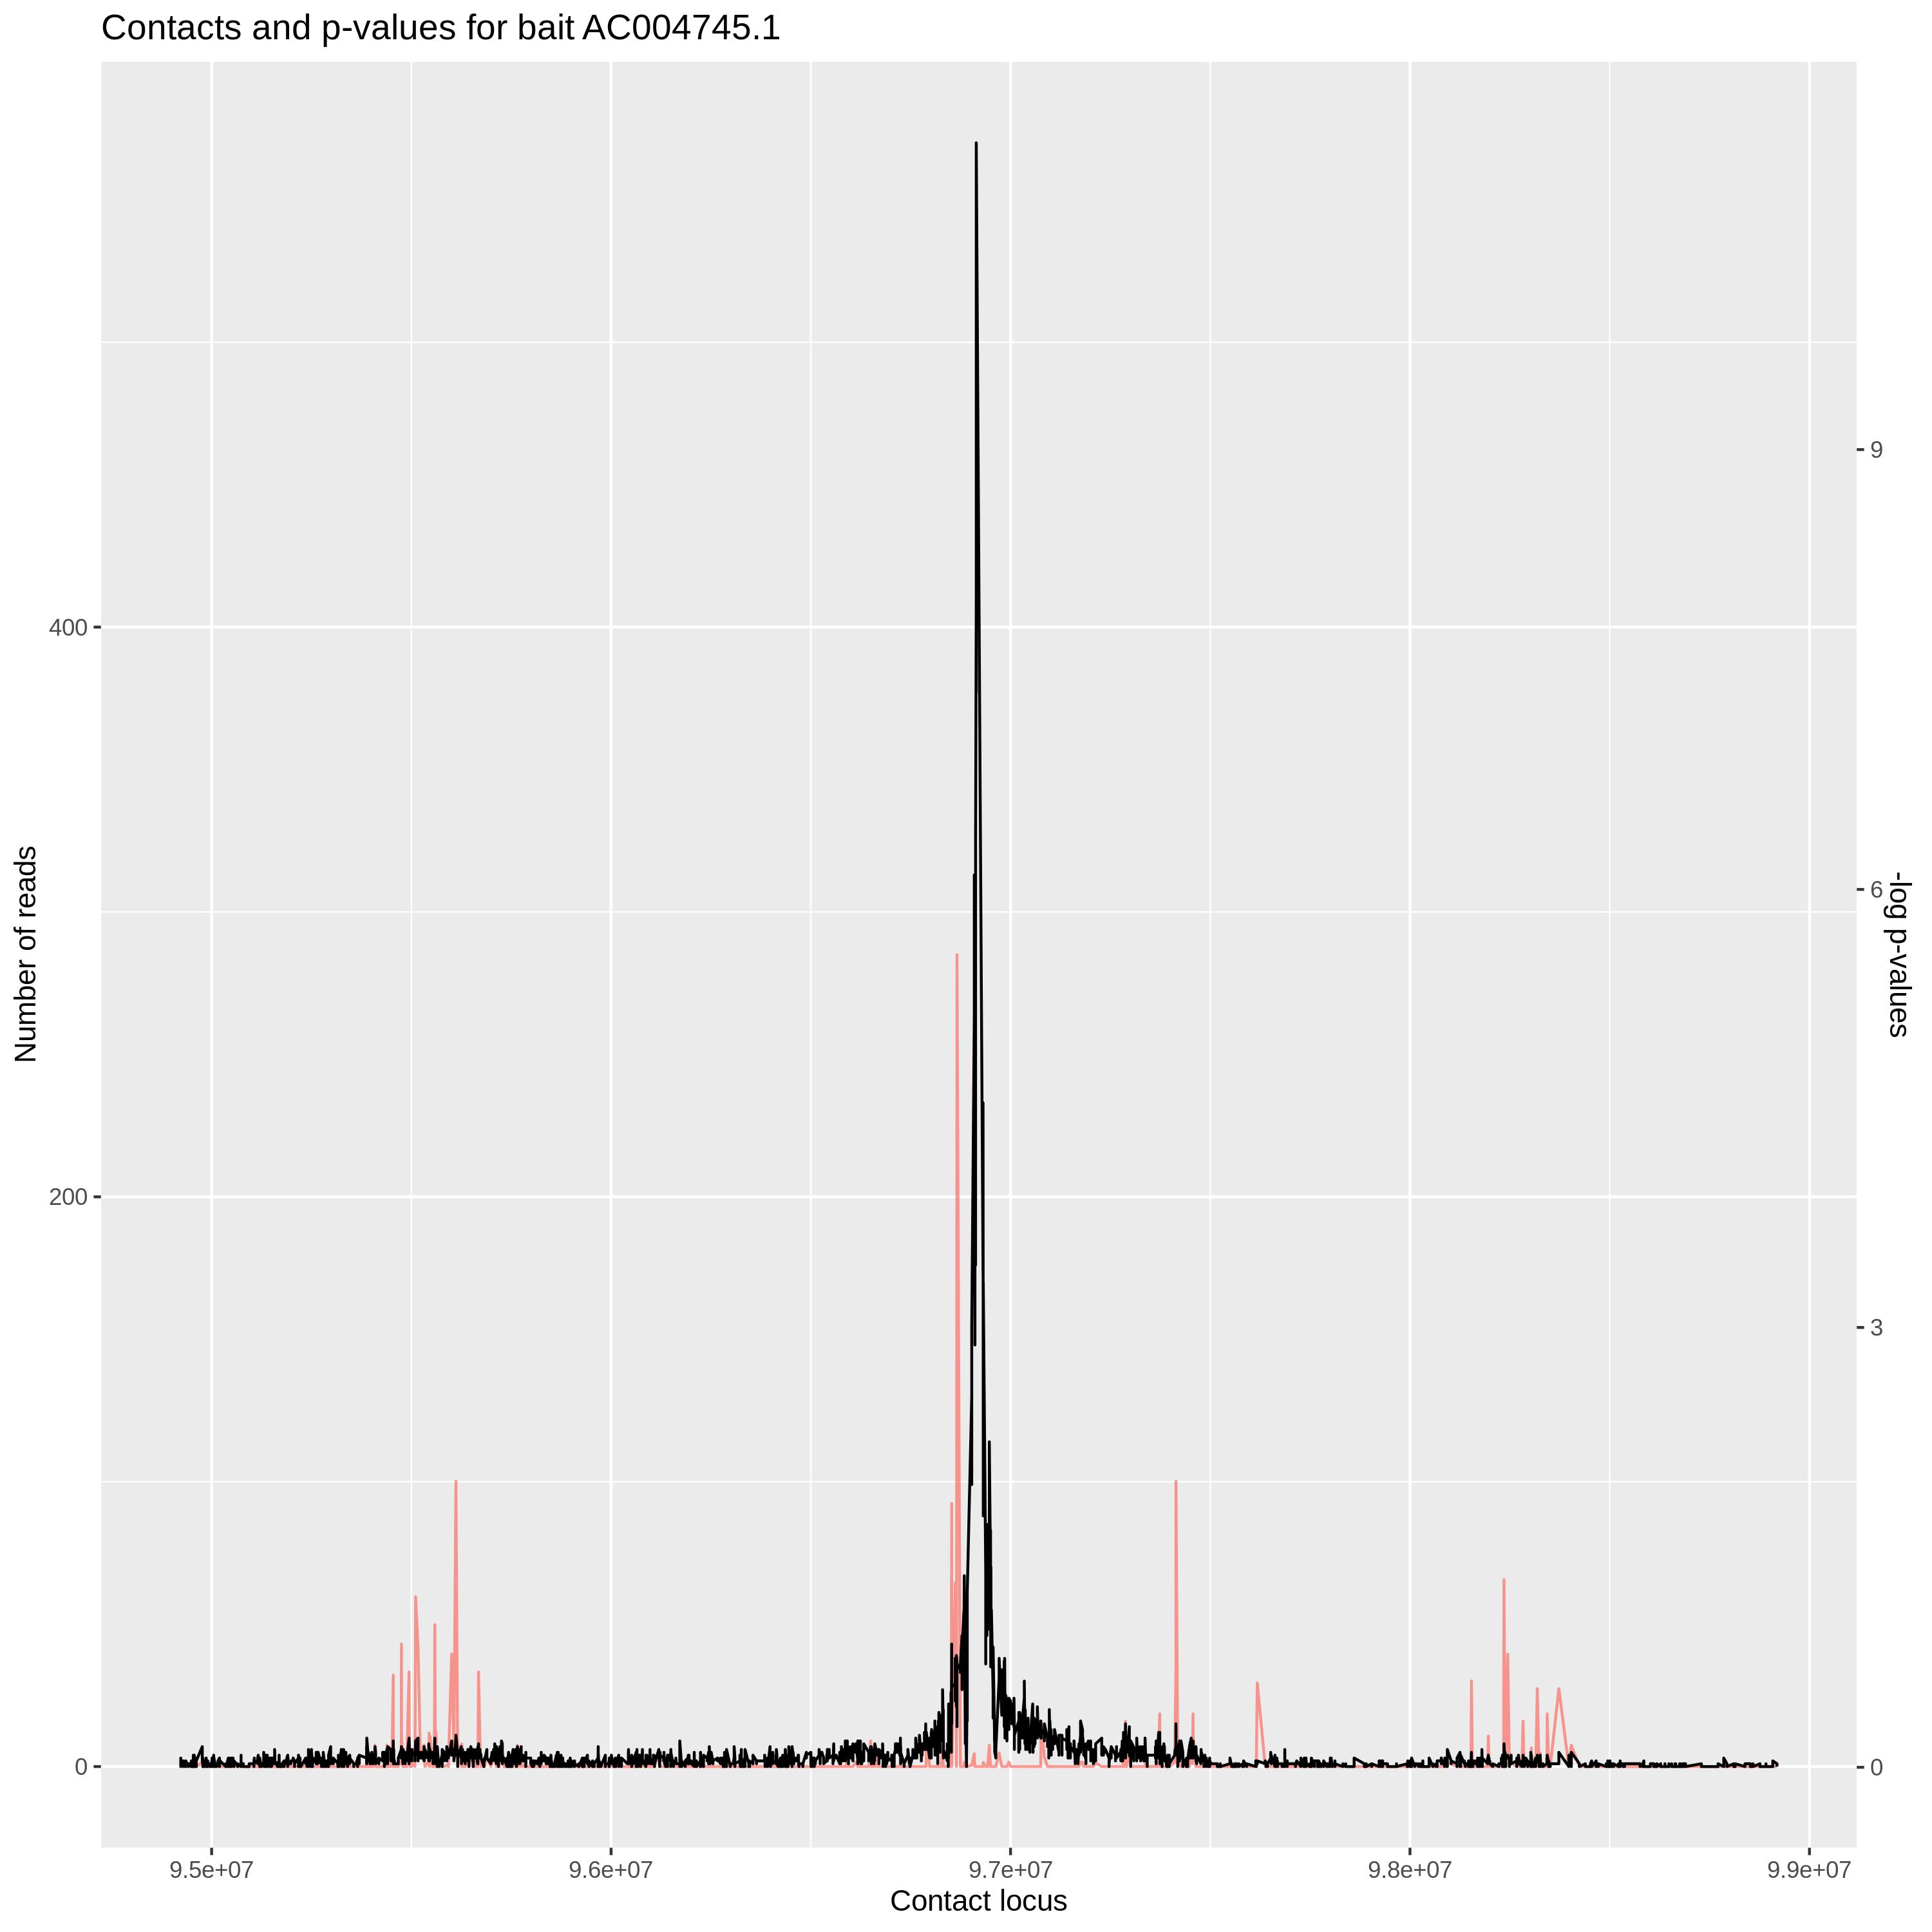 Contacts and p-values for bait AC004745.1
Number of reads
400
200
0
9
6
3
0
-log p-values
9.5e+07 9.6e+07 9.7e+07 9.8e+07 9.9e+07
Contact locus